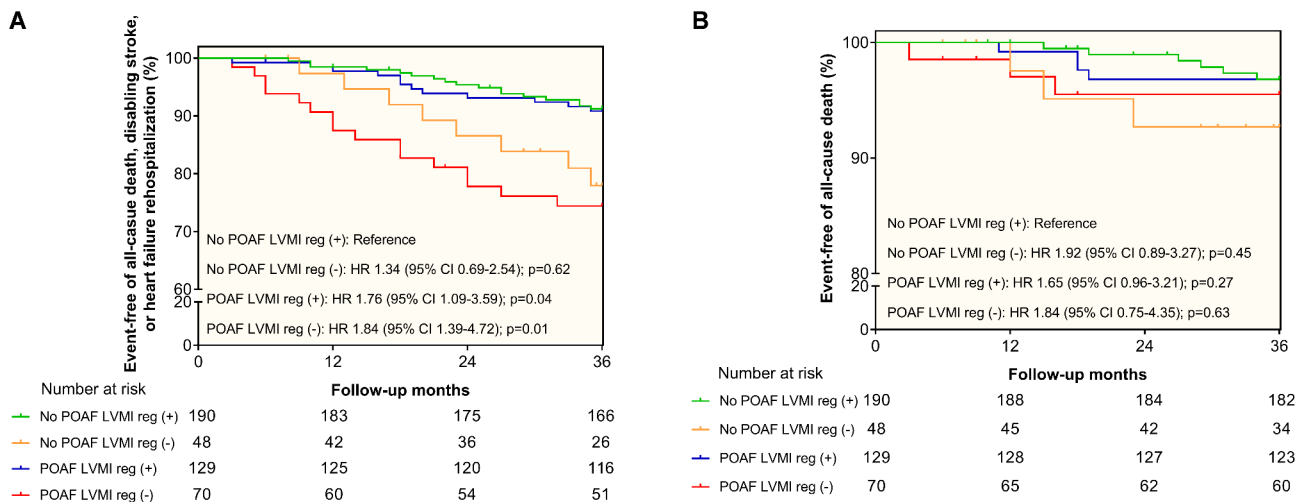 A
Event-free of all-casue death, disabling stroke,
or heart failure rehospitalization (%)
100
90
80
70
60
20
0
No POAF LVMI reg (+): Reference
No POAF LVMI reg (-): HR 1.34 (95% CI 0.69-2.54); p=0.62
POAF LVMI reg (+): HR 1.76 (95% CI 1.09-3.59); p=0.04
POAF LVMI reg (-): HR 1.84 (95% CI 1.39-4.72); p=0.01
0 12 24 36
Number at risk
Follow-up months
No POAF LVMI reg (+) 190 183 175 166
No POAF LVMI reg (-) 48 42 36 26
POAF LVMI reg (+) 129 125 120 116
POAF LVMI reg (-) 70 60 54 51
B
Event-free of all-cause death (%)
100
90
80
20
0
No POAF LVMI reg (+): Reference
No POAF LVMI reg (-): HR 1.92 (95% CI 0.89-3.27); p=0.45
POAF LVMI reg (+): HR 1.65 (95% CI 0.96-3.21); p=0.27
POAF LVMI reg (-): HR 1.84 (95% CI 0.75-4.35); p=0.63
0 12 24 36
Number at risk
Follow-up months
No POAF LVMI reg (+) 190 188 184 182
No POAF LVMI reg (-) 48 45 42 34
POAF LVMI reg (+) 129 128 127 123
POAF LVMI reg (-) 70 65 62 60